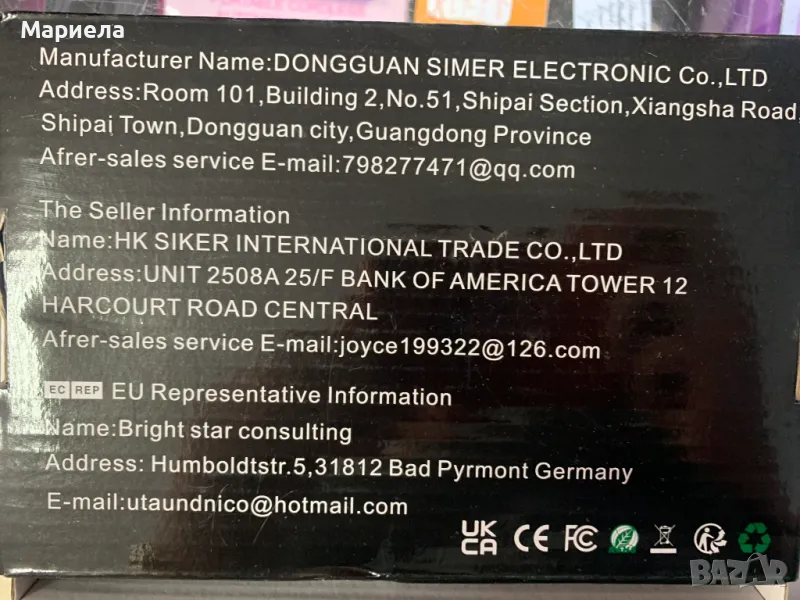 Мариела
Manufacturer Name:DONGGUAN SIMER ELECTRONIC Co.,LTD
Address:Room 101,Building 2,No.51,Shipai Section,Xiangsha Road,
Shipai Town,Dongguan city,Guangdong Province
Afrer-sales service E-mail:798277471@qq.com
The Seller Information
Name:HK SIKER INTERNATIONAL TRADE CO.,LTD
Address:UNIT 2508A 25/F BANK OF AMERICA TOWER 12
HARCOURT ROAD CENTRAL
Afrer-sales service E-mail:joyce199322@126.com
EC REP EU Representative Information
Name:Bright star consulting
Address: Humboldtstr.5,31812 Bad Pyrmont Germany
E-mail:utaundnico@hotmail.com
UK CA CE FC
BAZAR